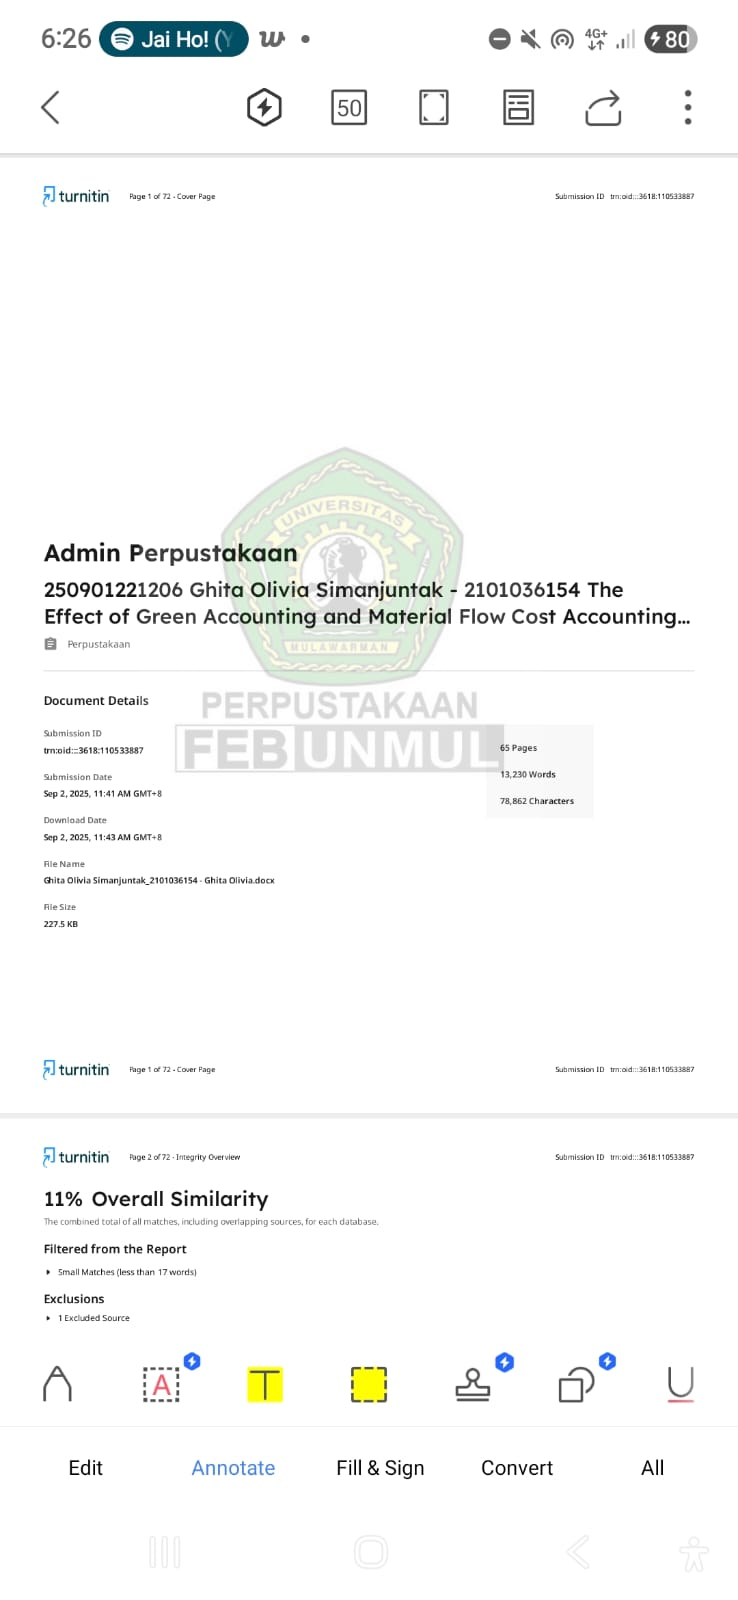 6:26 Jai Ho! (Y 4G+ 80
50
turnitin Page 1 of 72 - Cover Page Submission ID trn:oid:::3618:110533887
UNIVERSITAS
Admin Perpustakaan
250901221206 Ghita Olivia Simanjuntak - 2101036154 The
Effect of Green Accounting and Material Flow Cost Accounting...
MULAWARMAN
Perpustakaan
PERPUSTAKAAN
FEB UNMUL
Document Details
Submission ID
trn:oid:::3618:110533887
Submission Date
Sep 2, 2025, 11:41 AM GMT+8
Download Date
Sep 2, 2025, 11:43 AM GMT+8
File Name
Ghita Olivia Simanjuntak_2101036154 - Ghita Olivia.docx
File Size
227.5 KB
65 Pages
13,230 Words
78,862 Characters
turnitin Page 1 of 72 - Cover Page Submission ID trn:oid:::3618:110533887
turnitin Page 2 of 72 - Integrity Overview Submission ID trn:oid:::3618:110533887
11% Overall Similarity
The combined total of all matches, including overlapping sources, for each database.
Filtered from the Report
Small Matches (less than 17 words)
Exclusions
1 Excluded Source
A T U
Edit Annotate Fill & Sign Convert All